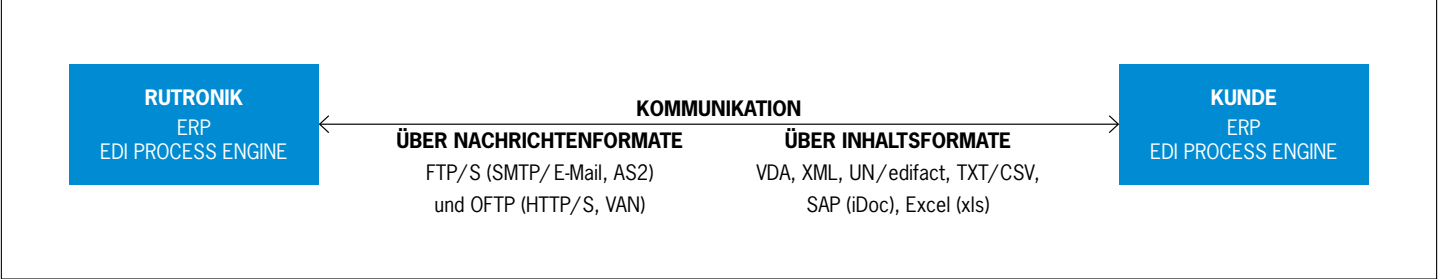 RUTRONIK
ERP
EDI PROCESS ENGINE
KOMMUNIKATION
ÜBER NACHRICHTENFORMATE
FTP/S (SMTP/E-Mail, AS2)
und OFTP (HTTP/S, VAN)
ÜBER INHALTSFORMATE
VDA, XML, UN/edifact, TXT/CSV,
SAP (iDoc), Excel (xls)
KUNDE
ERP
EDI PROCESS ENGINE